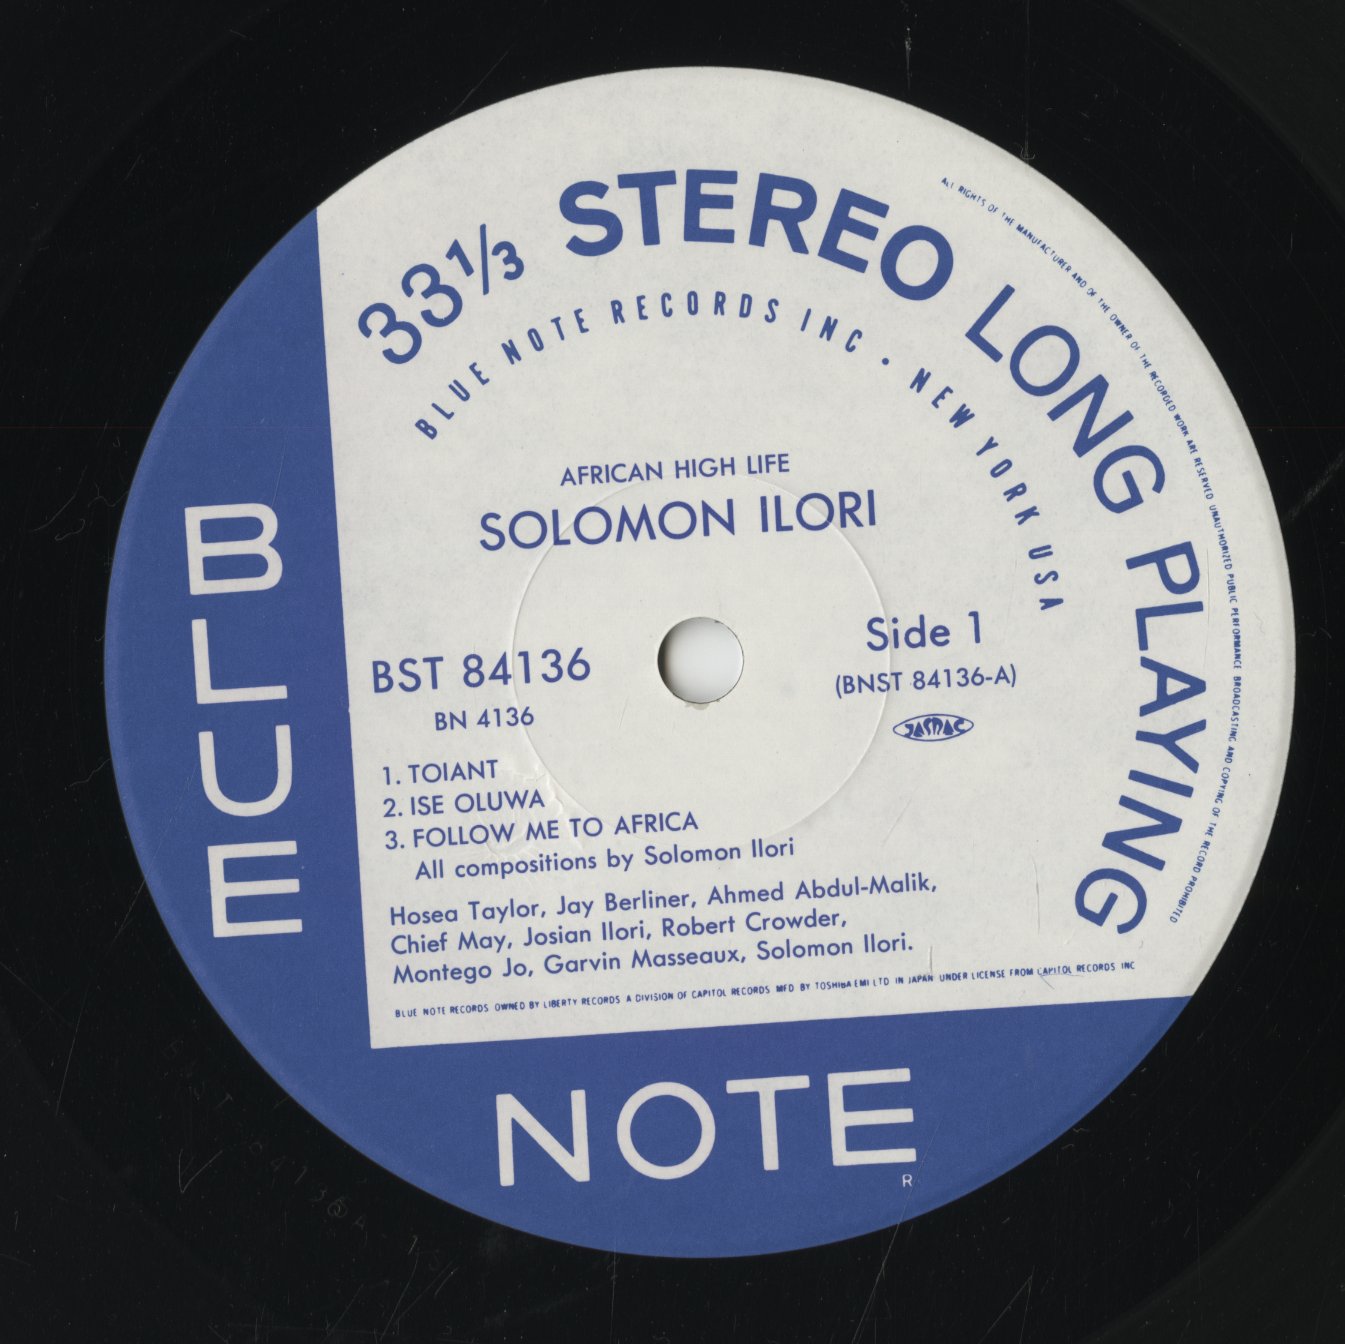 33⅓ STEREO LONG PLAYING
BLUE NOTE RECORDS INC • NEW YORK USA
ALL RIGHTS OF THE MANUFACTURER AND OF THE OWNER OF THE RECORDED WORK ARE RESERVED UNAUTHORIZED PUBLIC PERFORMANCE BROADCASTING AND COPYING OF THE RECORD PROHIBITED
AFRICAN HIGH LIFE
SOLOMON ILORI
BST 84136
BN 4136
Side 1
(BNST 84136-A)
JASRAC
1. TOIANT
2. ISE OLUWA
3. FOLLOW ME TO AFRICA
All compositions by Solomon Ilori
Hosea Taylor, Jay Berliner, Ahmed Abdul-Malik,
Chief May, Josian Ilori, Robert Crowder,
Montego Jo, Garvin Masseaux, Solomon Ilori.
BLUE NOTE RECORDS OWNED BY LIBERTY RECORDS A DIVISION OF CAPITOL RECORDS MFD BY TOSHIBA EMI LTD IN JAPAN UNDER LICENSE FROM CAPITOL RECORDS INC
BLUE
NOTE
R